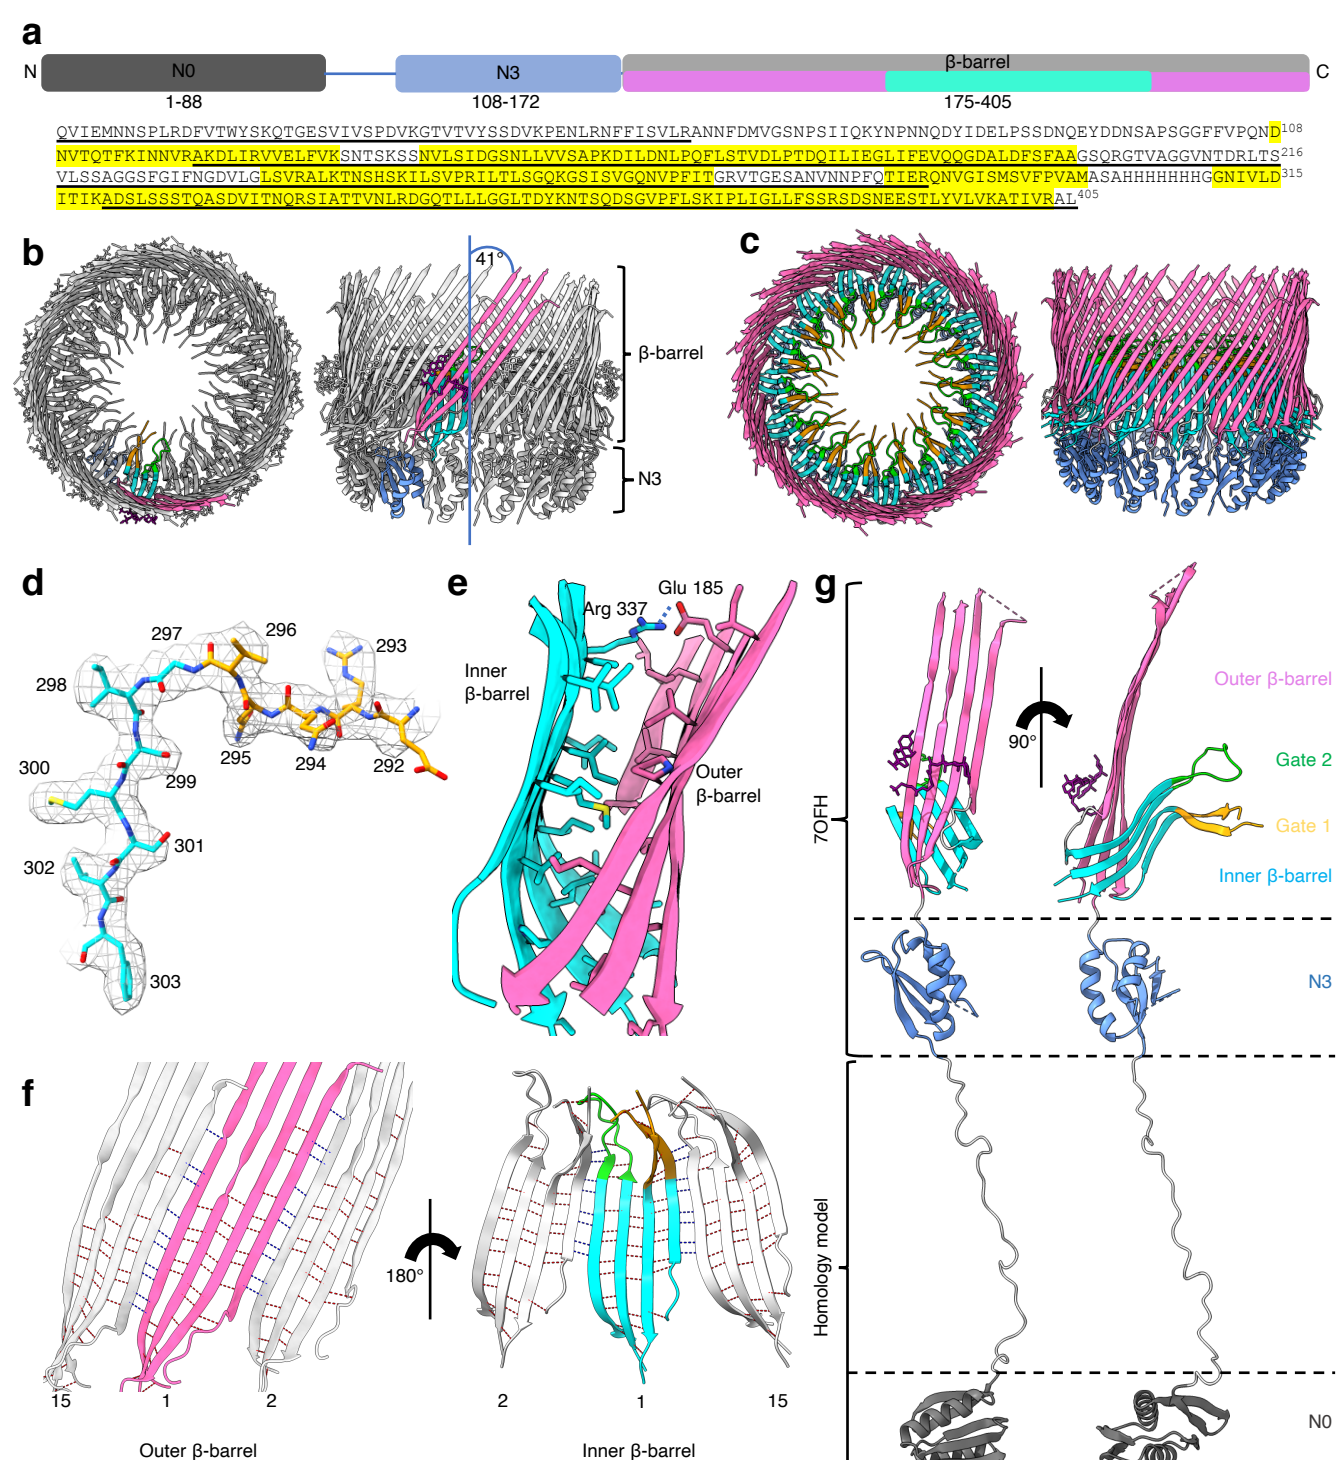 a
N
N0
N3
β-barrel
C
1-88
108-172
175-405
QVIEMNNSPLRDFVTWYSKQTGESVIVSPDVKGTVTVYSSDVKPENLRNFFISVLRANNFDMVGSNPSIIQKYNPNNQDYIDELPSSDNQEYDDNSAPSGGFFVPQND108
NVTQTFKINNVRAKDLIRVVELFVKSNTSKSSNVLSIDGSNLLVVSAPKDILDNLPQFLSTVDLPTDQILIEGLIFEVQQGDALDFSFAAGSQRGTVAGGVNTDRLTS216
VLSSAGGSFGIFNGDVLGLSVRALKTNSHSKILSVPRILTLSGQKGSISVGQNVPFITGRVTGESANVNNPFQTIERQNVGISMSVFPVAMASAHHHHHHHGGNIVLD315
ITIKADSLSSSTQASDVITNQRSIATTVNLRDGQTLLLGGLTDYKNTSQDSGVPFLSKIPLIGLLFSSRSDSNEESTLYVLVKATIVRAL405
b
41°
β-barrel
N3
c
d
297
296
293
298
295
294
292
300
299
301
302
303
e
Glu 185
Arg 337
Inner
β-barrel
Outer
β-barrel
g
7OFH
90°
Outer β-barrel
Gate 2
Gate 1
Inner β-barrel
N3
Homology model
N0
f
180°
15
1
2
2
1
15
Outer β-barrel
Inner β-barrel